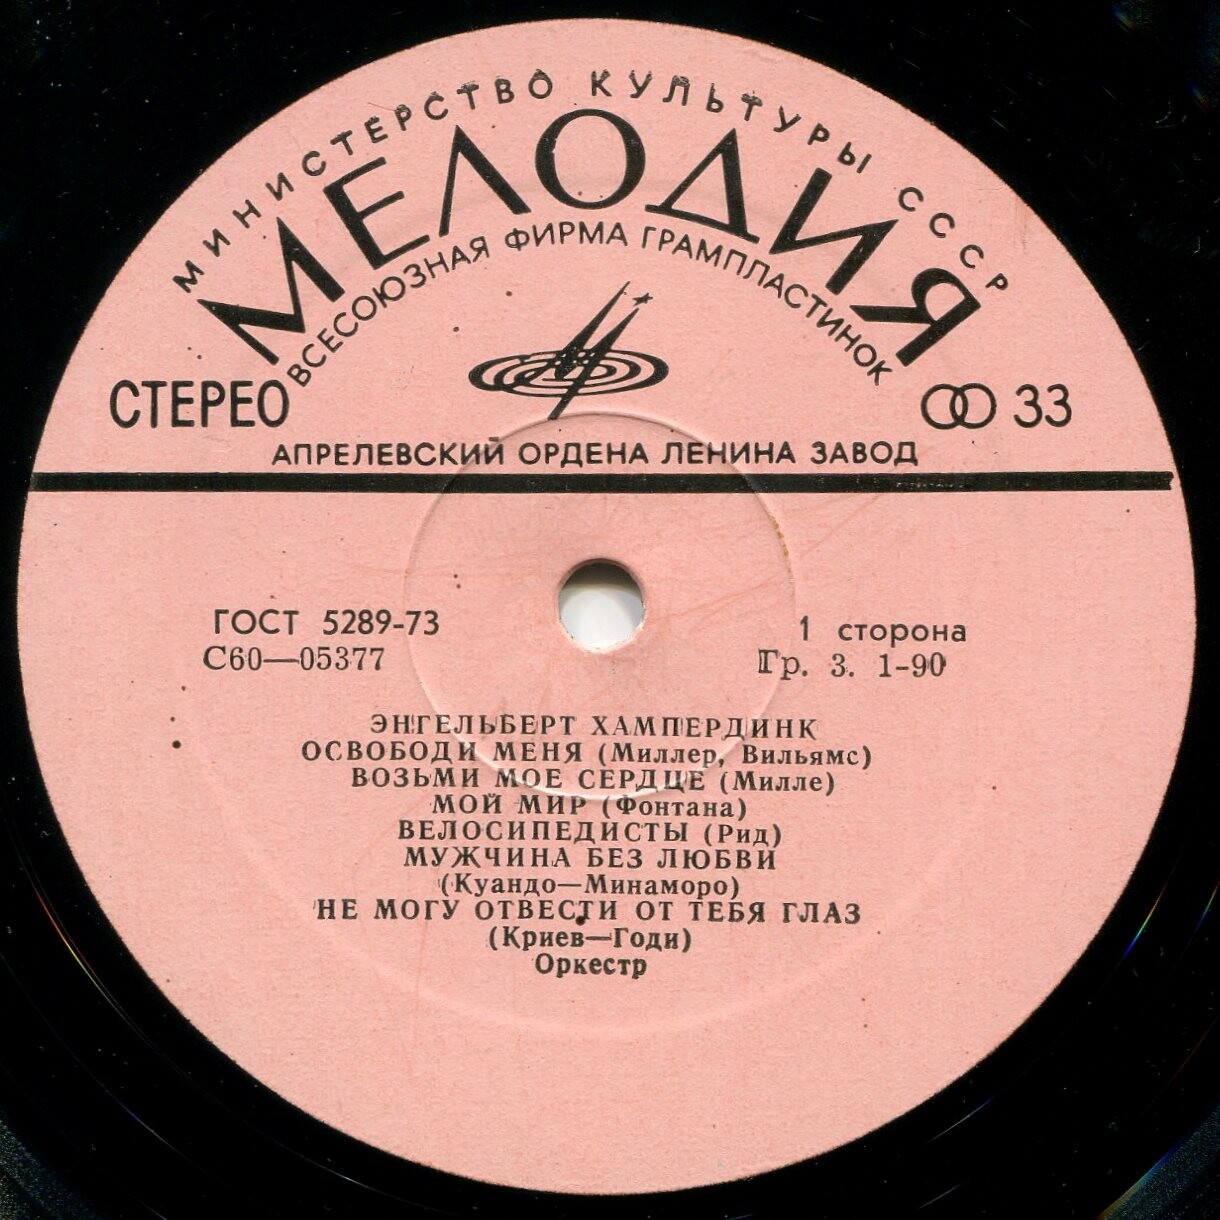 МИНИСТЕРСТВО КУЛЬТУРЫ СССР
МЕЛОДИЯ
ВСЕСОЮЗНАЯ ФИРМА ГРАМПЛАСТИНОК
СТЕРЕО
33
АПРЕЛЕВСКИЙ ОРДЕНА ЛЕНИНА ЗАВОД
ГОСТ 5289-73
1 сторона
С60—05377
Гр. 3. 1-90
ЭНГЕЛЬБЕРТ ХАМПЕРДИНК
ОСВОБОДИ МЕНЯ (Миллер, Вильямс)
ВОЗЬМИ МОЕ СЕРДЦЕ (Милле)
МОЙ МИР (Фонтана)
ВЕЛОСИПЕДИСТЫ (Рид)
МУЖЧИНА БЕЗ ЛЮБВИ
(Куандо—Минаморо)
НЕ МОГУ ОТВЕСТИ ОТ ТЕБЯ ГЛАЗ
(Криев—Годи)
Оркестр